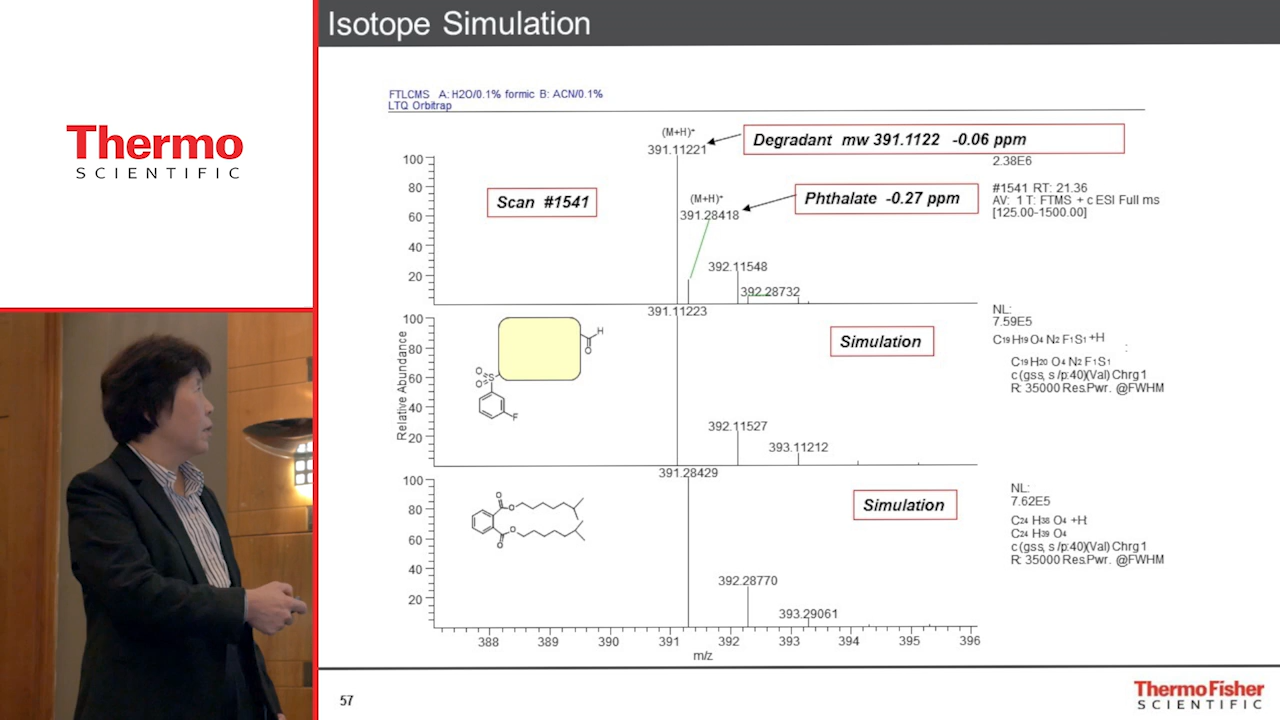 Isotope Simulation
Thermo
SCIENTIFIC
FTLCMS A: H2O/0.1% formic B: ACN/0.1%
LTQ Orbitrap
(M+H)+
391.11221
Degradant mw 391.1122 -0.06 ppm
2.38E6
Scan #1541
(M+H)+
391.28418
Phthalate -0.27 ppm
#1541 RT: 21.36
AV: 1 T: FTMS + c ESI Full ms
[125.00-1500.00]
392.11548
392.28732
100
80
60
40
20
391.11223
NL:
7.59E5
C19 H19 O4 N2 F1 S1 +H
:
C19 H20 O4 N2 F1 S1
c (gss, s /p:40)(Val) Chrg 1
R: 35000 Res.Pwr. @FWHM
Simulation
H
O
O
O
S
F
392.11527
393.11212
100
80
60
40
20
Relative Abundance
391.28429
NL:
7.62E5
C24 H38 O4 +H:
C24 H39 O4
c (gss, s /p:40)(Val) Chrg 1
R: 35000 Res.Pwr. @FWHM
Simulation
O
O
O
O
392.28770
393.29061
100
80
60
40
20
388 389 390 391 392 393 394 395 396
m/z
57
ThermoFisher
SCIENTIFIC